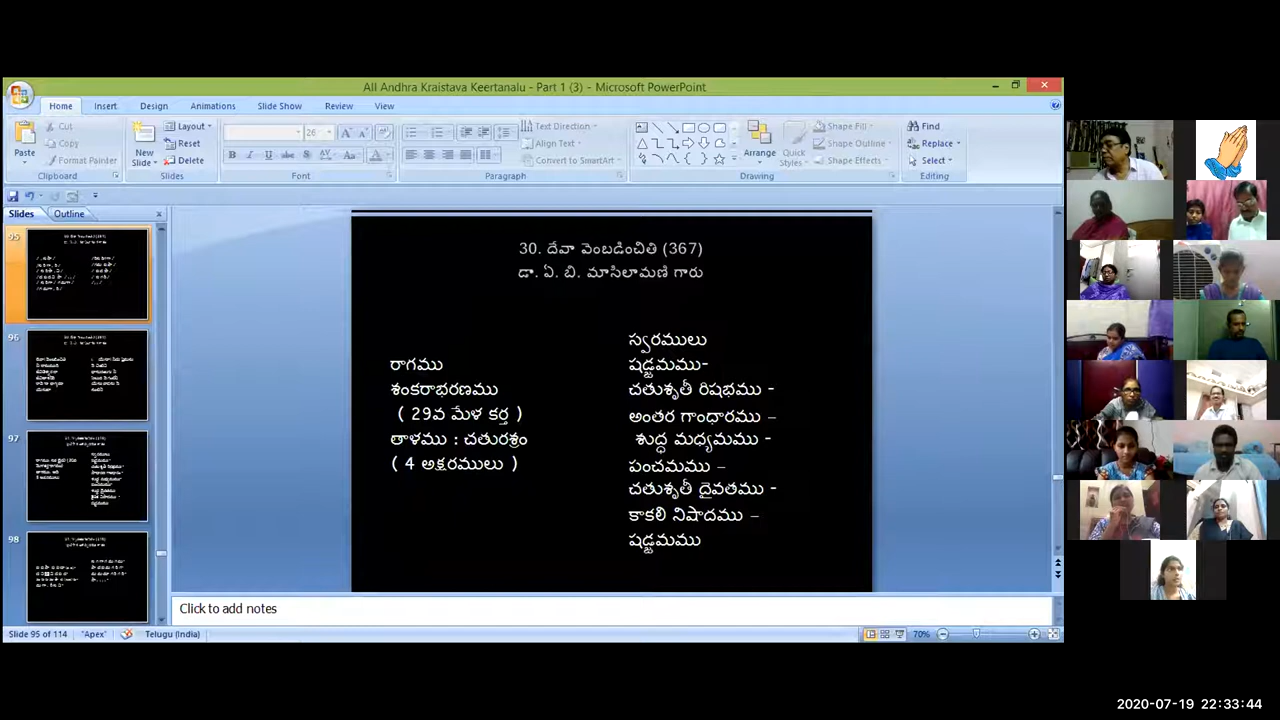 All Andhra Kraistava Keertanalu - Part 1 (3) - Microsoft PowerPoint
Home Insert Design Animations Slide Show Review View
Paste
Cut
Copy
Format Painter
Clipboard
New Slide
Layout
Reset
Delete
Slides
26
Font
Paragraph
Text Direction
Align Text
Convert to SmartArt
Arrange
Quick Styles
Shape Fill
Shape Outline
Shape Effects
Drawing
Find
Replace
Select
Editing
Slides Outline
95
96
97
98
30. దేవా వెంబడించితి (367)
డా. ఏ. బి. మాసిలామణి గారు
రాగము
శంకరాభరణము
( 29వ మేళ కర్త )
తాళము : చతురశ్రం
( 4 అక్షరములు )
స్వరములు
షడ్జమము-
చతుశృతీ రిషభము -
అంతర గాంధారము –
శుద్ధ మధ్యమము -
పంచమము –
చతుశృతీ దైవతము -
కాకలి నిషాదము –
షడ్జమము
Click to add notes
Slide 95 of 114 "Apex" Telugu (India) 70%
2020-07-19 22:33:44